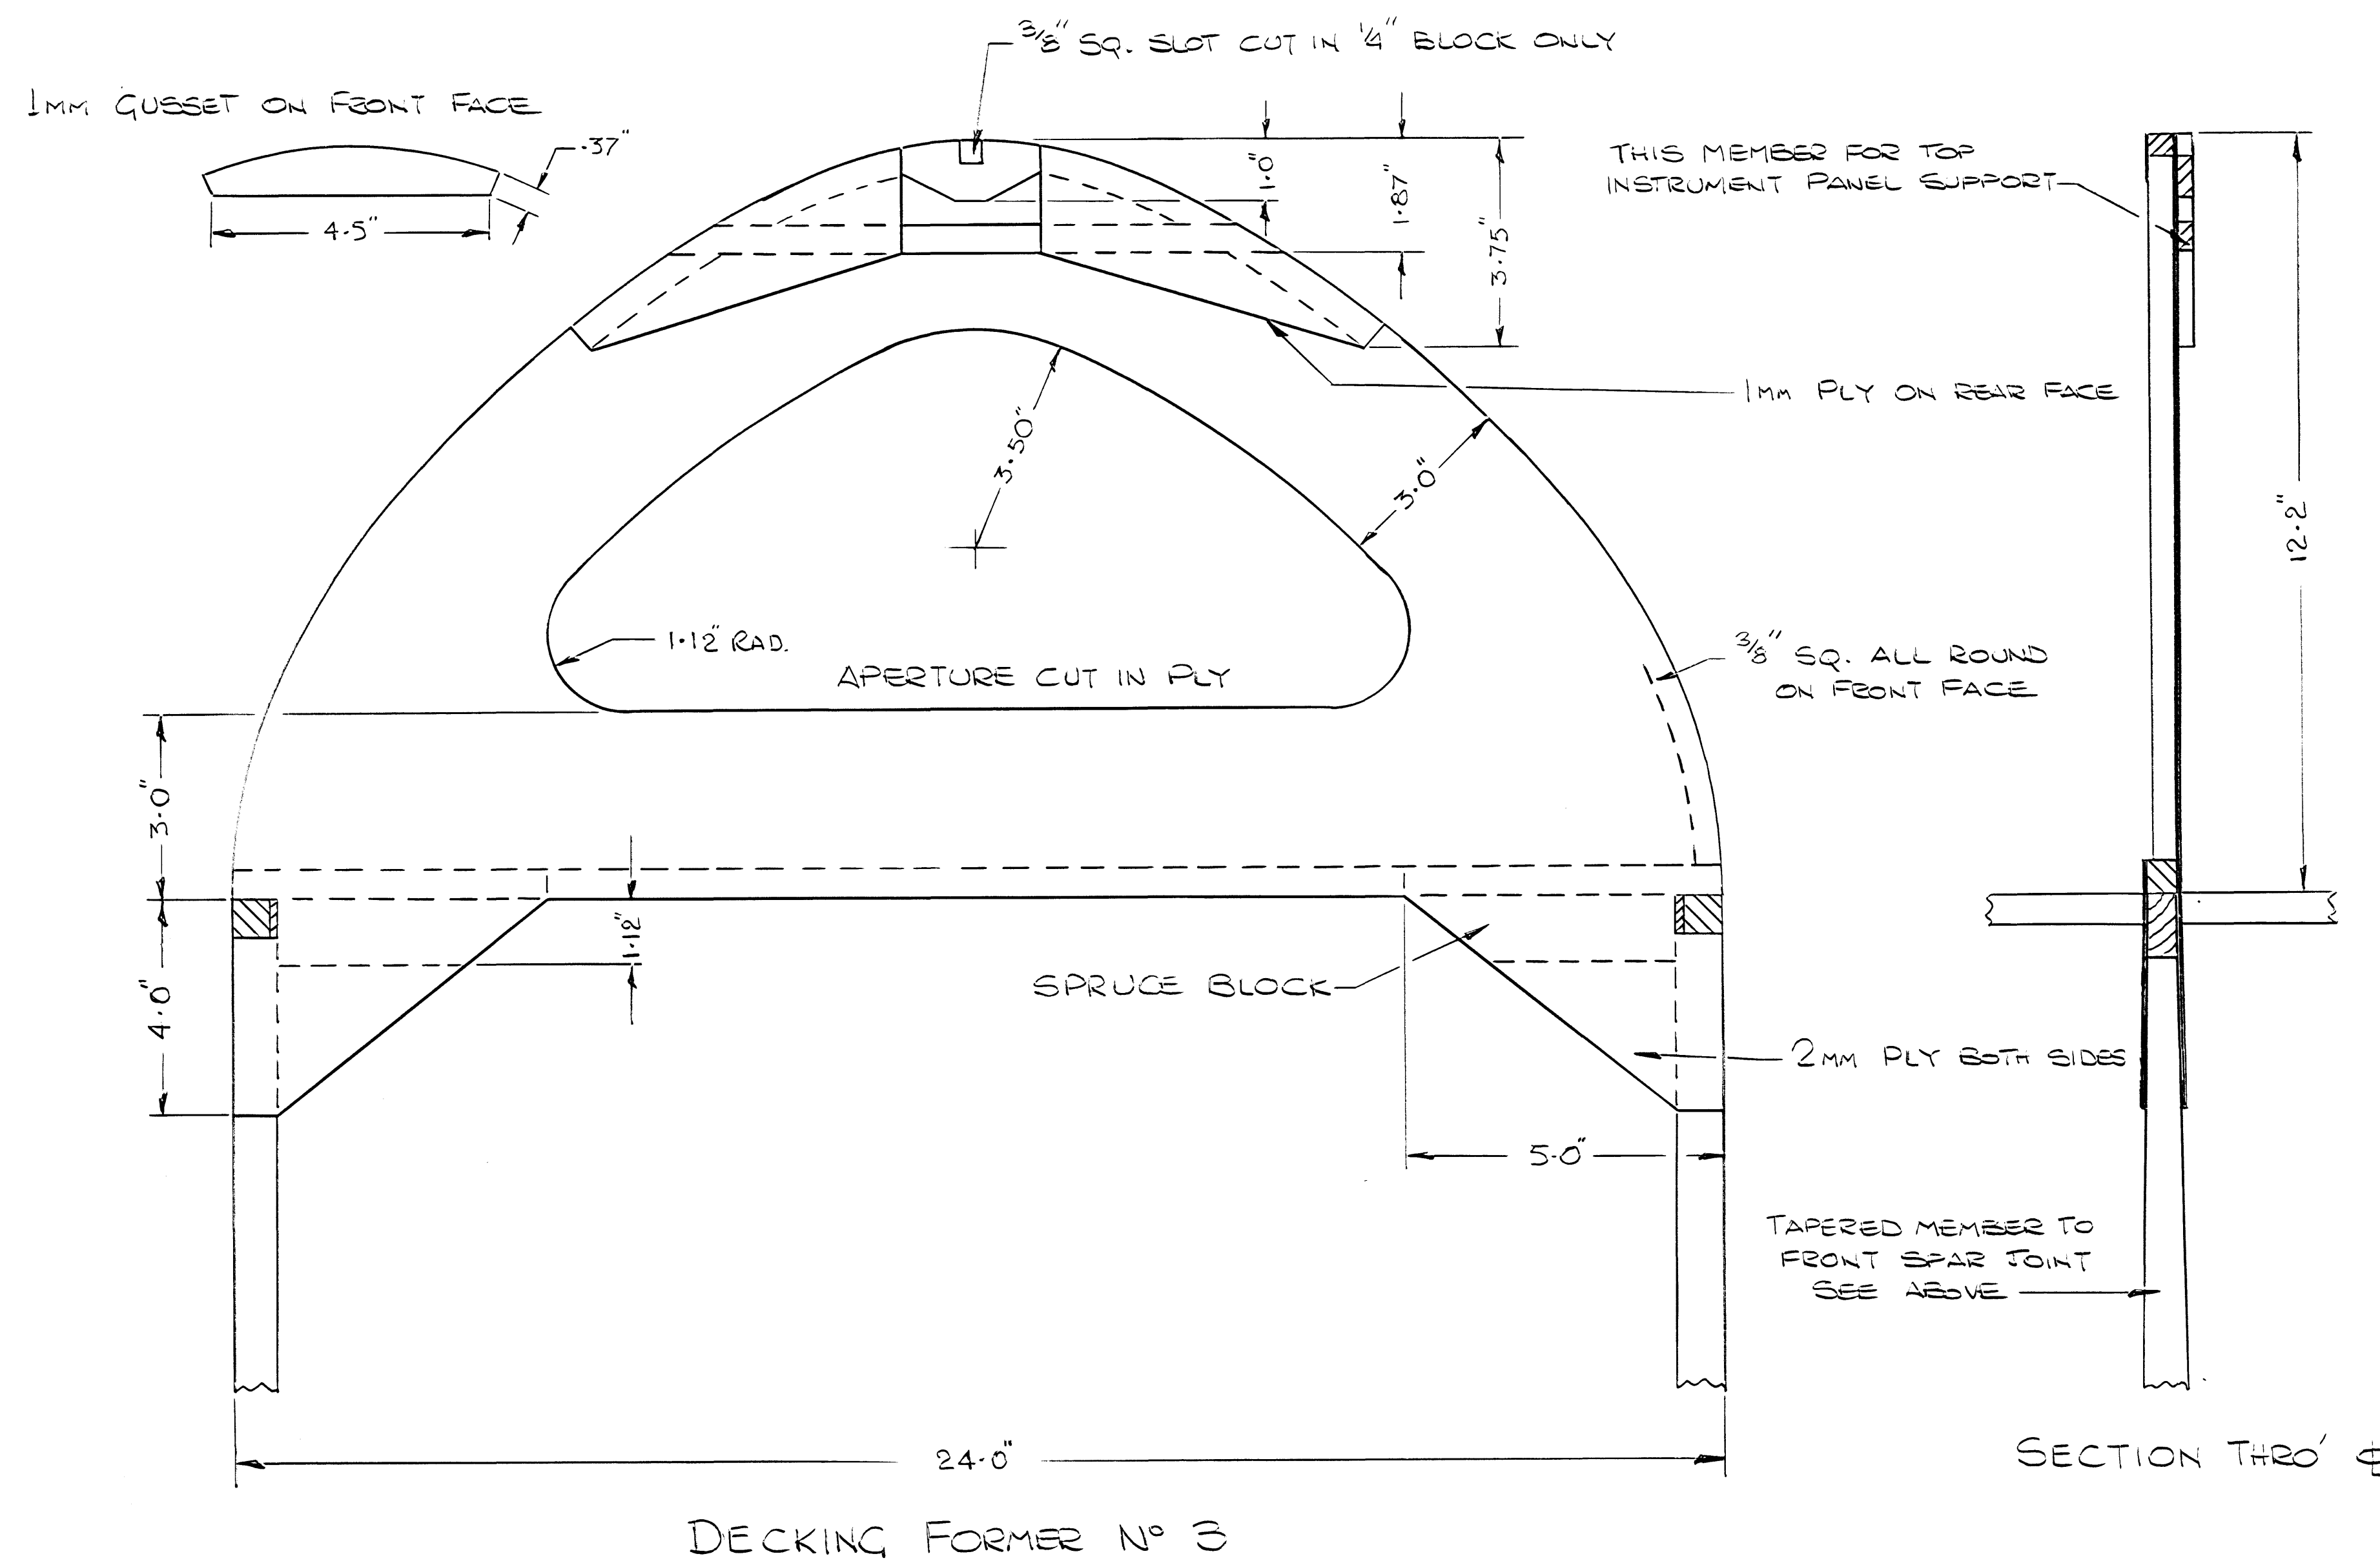 3/8" SQ. SLOT CUT IN 1/4" BLOCK ONLY
1MM GUSSET ON FRONT FACE
.37"
4.5"
1.0"
1.87"
3.75"
THIS MEMBER FOR TOP
INSTRUMENT PANEL SUPPORT
1MM PLY ON REAR FACE
3.50"
3.0"
12.2"
1.12" RAD.
APERTURE CUT IN PLY
3/8" SQ. ALL ROUND
ON FRONT FACE
3.0"
1.12"
4.0"
SPRUCE BLOCK
2MM PLY BOTH SIDES
5.0"
TAPERED MEMBER TO
FRONT SPAR JOINT
SEE ABOVE
24.0"
SECTION THRO' ℄
DECKING FORMER Nº 3